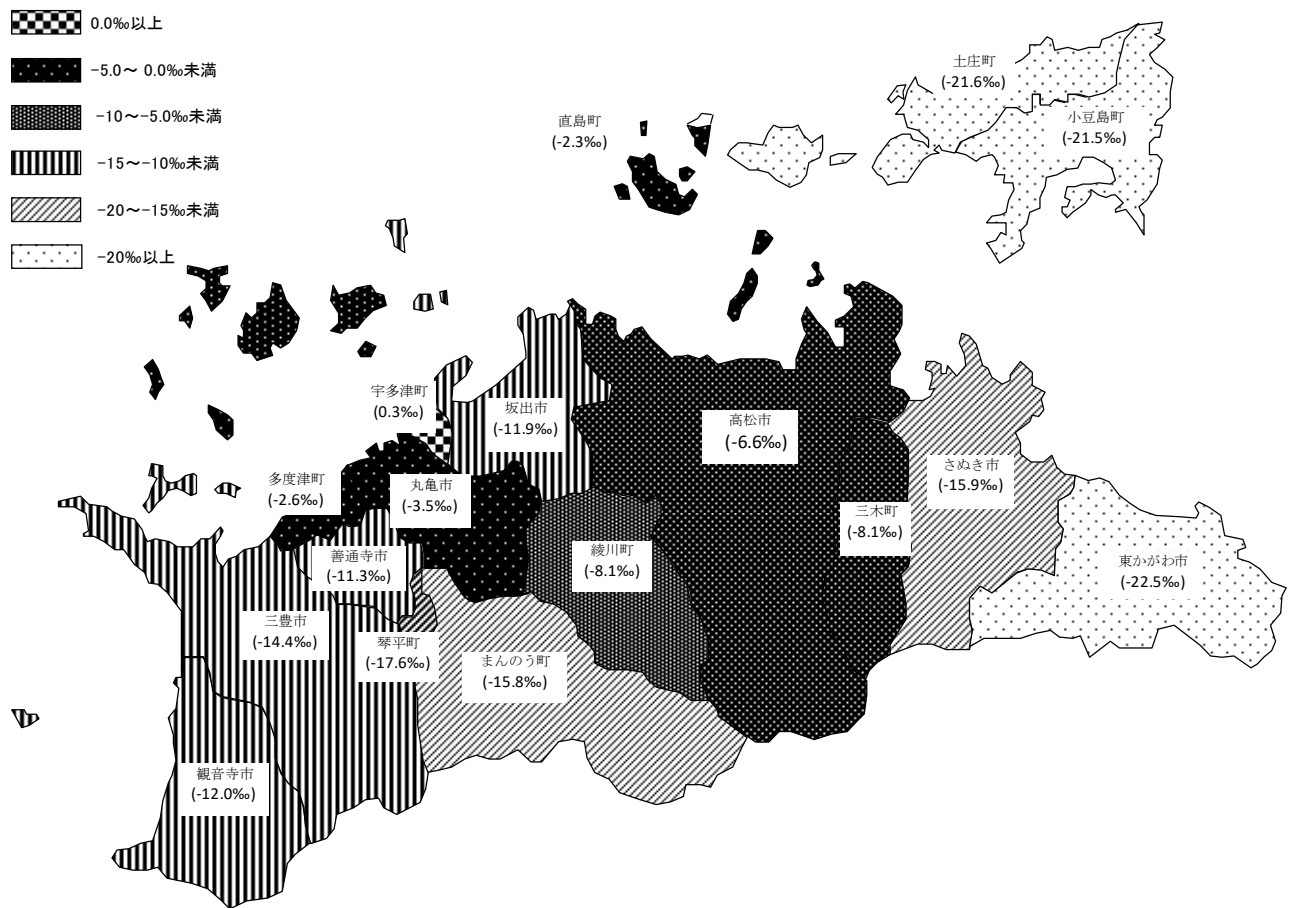 0.0‰以上
-5.0～ 0.0‰未満
-10～-5.0‰未満
-15～-10‰未満
-20～-15‰未満
-20‰以上
土庄町
(-21.6‰)
小豆島町
(-21.5‰)
直島町
(-2.3‰)
宇多津町
(0.3‰)
坂出市
(-11.9‰)
高松市
(-6.6‰)
さぬき市
(-15.9‰)
多度津町
(-2.6‰)
丸亀市
(-3.5‰)
三木町
(-8.1‰)
善通寺市
(-11.3‰)
綾川町
(-8.1‰)
東かがわ市
(-22.5‰)
三豊市
(-14.4‰)
琴平町
(-17.6‰)
まんのう町
(-15.8‰)
観音寺市
(-12.0‰)